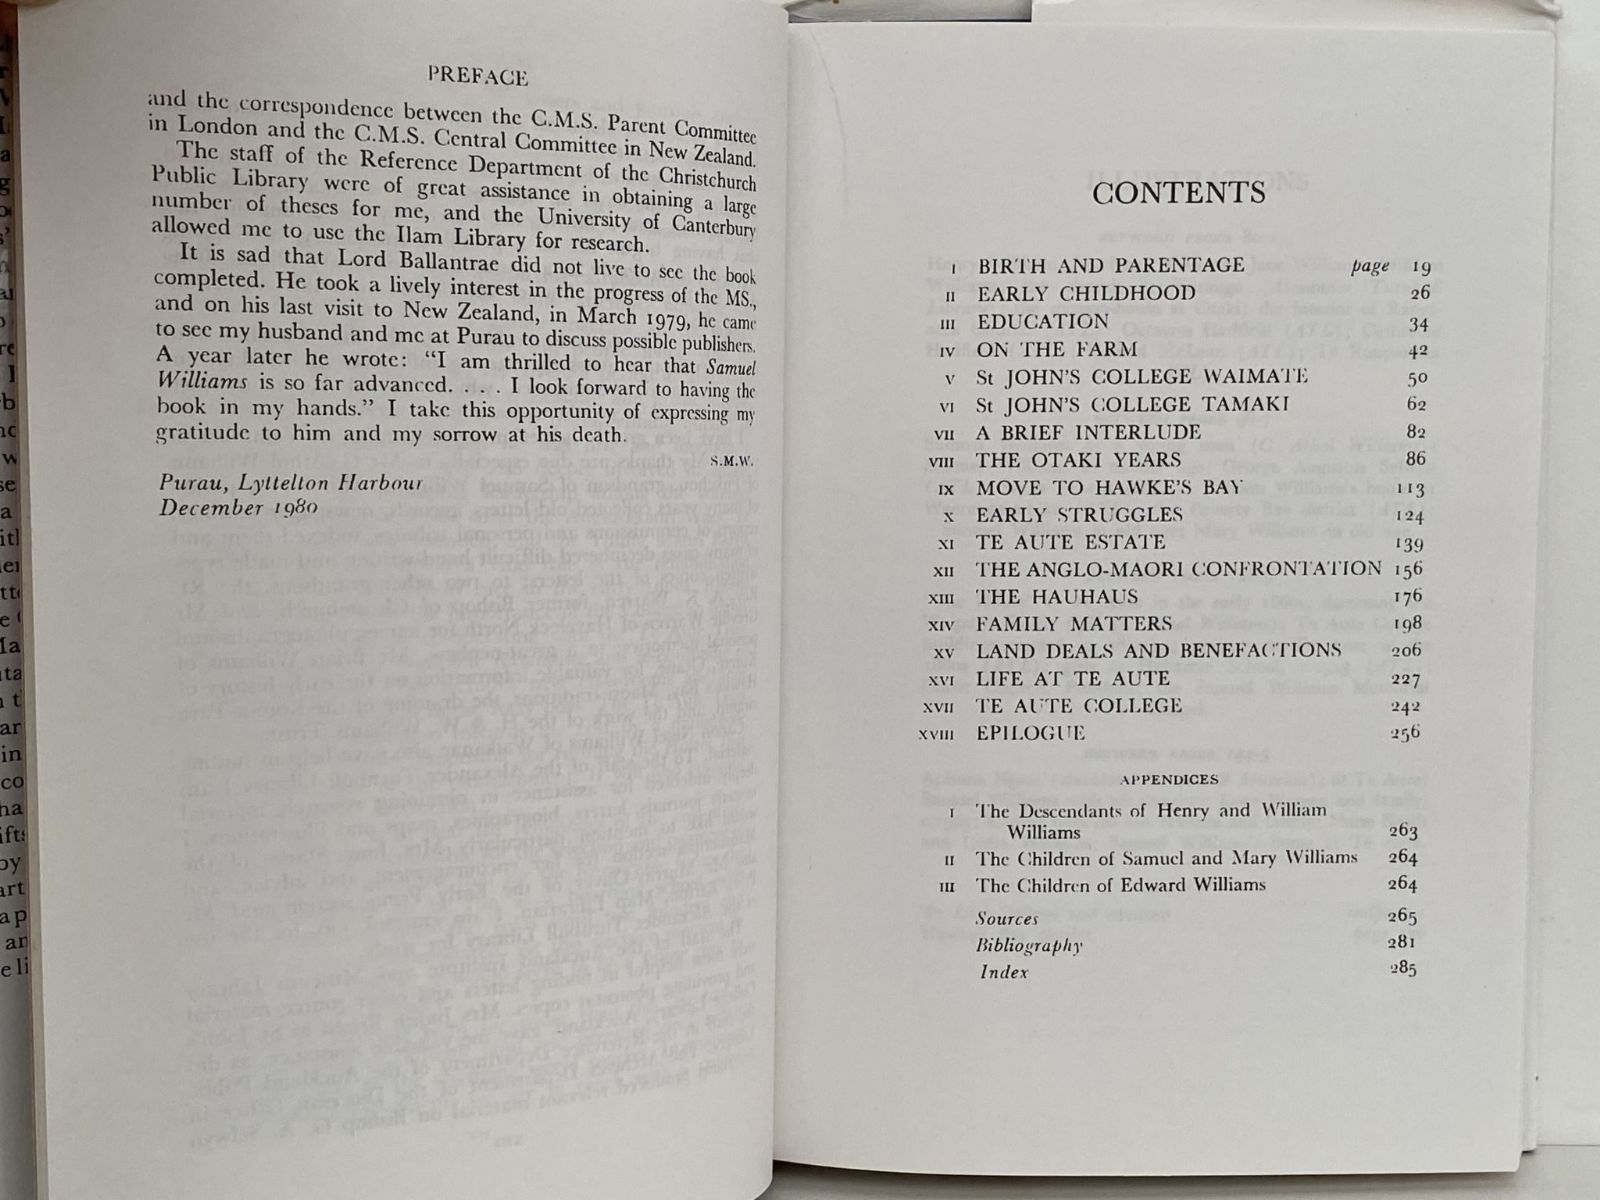 PREFACE
and the correspondence between the C.M.S. Parent Committee
in London and the C.M.S. Central Committee in New Zealand.
The staff of the Reference Department of the Christchurch
Public Library were of great assistance in obtaining a large
number of theses for me, and the University of Canterbury
allowed me to use the Ilam Library for research.
It is sad that Lord Ballantrae did not live to see the book
completed. He took a lively interest in the progress of the MS.,
and on his last visit to New Zealand, in March 1979, he came
to see my husband and me at Purau to discuss possible publishers.
A year later he wrote: "I am thrilled to hear that Samuel
Williams is so far advanced. . . . I look forward to having the
book in my hands." I take this opportunity of expressing my
gratitude to him and my sorrow at his death.
S.M.W.
Purau, Lyttelton Harbour
December 1980
CONTENTS
I BIRTH AND PARENTAGE page 19
II EARLY CHILDHOOD 26
III EDUCATION 34
IV ON THE FARM 42
V St JOHN'S COLLEGE WAIMATE 50
VI St JOHN'S COLLEGE TAMAKI 62
VII A BRIEF INTERLUDE 82
VIII THE OTAKI YEARS 86
IX MOVE TO HAWKE'S BAY 113
X EARLY STRUGGLES 124
XI TE AUTE ESTATE 139
XII THE ANGLO-MAORI CONFRONTATION 156
XIII THE HAUHAUS 176
XIV FAMILY MATTERS 198
XV LAND DEALS AND BENEFACTIONS 206
XVI LIFE AT TE AUTE 227
XVII TE AUTE COLLEGE 242
XVIII EPILOGUE 256
APPENDICES
I The Descendants of Henry and William
Williams 263
II The Children of Samuel and Mary Williams 264
III The Children of Edward Williams 264
Sources 265
Bibliography 281
Index 285